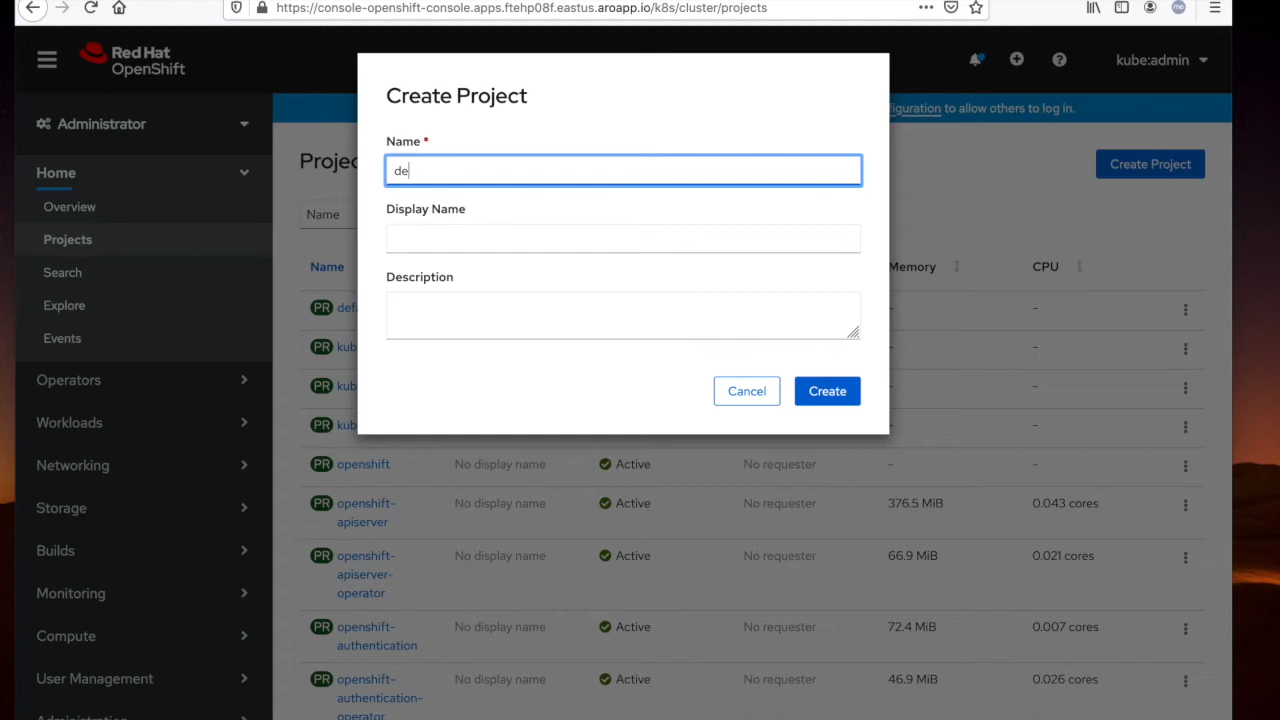 https://console-openshift-console.apps.ftehp08f.eastus.aroapp.io/k8s/cluster/projects
Red Hat
OpenShift
kube:admin
figuration to allow others to log in.
Administrator
Home
Overview
Projects
Search
Explore
Events
Operators
Workloads
Networking
Storage
Builds
Monitoring
Compute
User Management
Administration
Create Project
Name *
de
Display Name
Description
Cancel
Create
Projec
Create Project
Name
Name
Memory
CPU
PR defa - -
PR kub - -
PR kub - -
PR kub - -
PR openshift No display name Active No requester - -
PR openshift- No display name Active No requester 376.5 MiB 0.043 cores
apiserver
PR openshift- No display name Active No requester 66.9 MiB 0.021 cores
apiserver-
operator
PR openshift- No display name Active No requester 72.4 MiB 0.007 cores
authentication
PR openshift- No display name Active No requester 46.9 MiB 0.026 cores
authentication-
operator